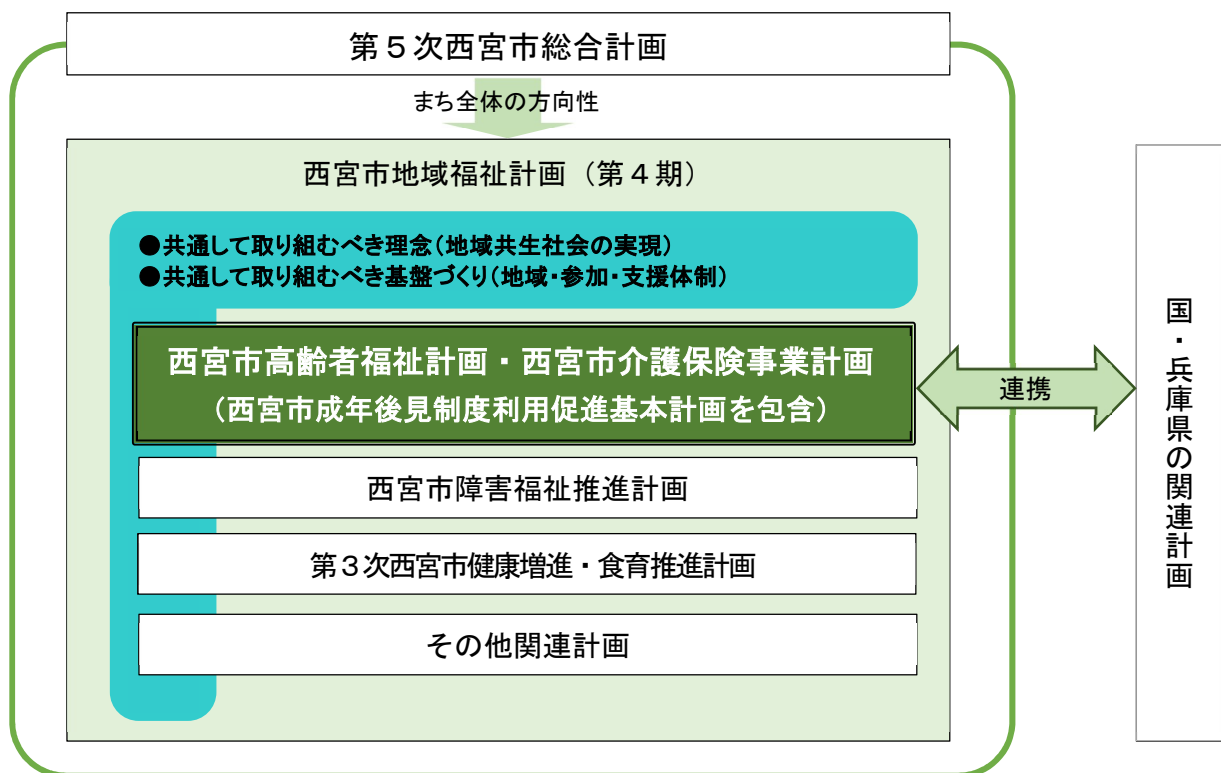 第５次西宮市総合計画
まち全体の方向性
西宮市地域福祉計画（第４期）
●共通して取り組むべき理念（地域共生社会の実現）
●共通して取り組むべき基盤づくり（地域・参加・支援体制）
西宮市高齢者福祉計画・西宮市介護保険事業計画
（西宮市成年後見制度利用促進基本計画を包含）
西宮市障害福祉推進計画
第３次西宮市健康増進・食育推進計画
その他関連計画
連携
国・兵庫県の関連計画